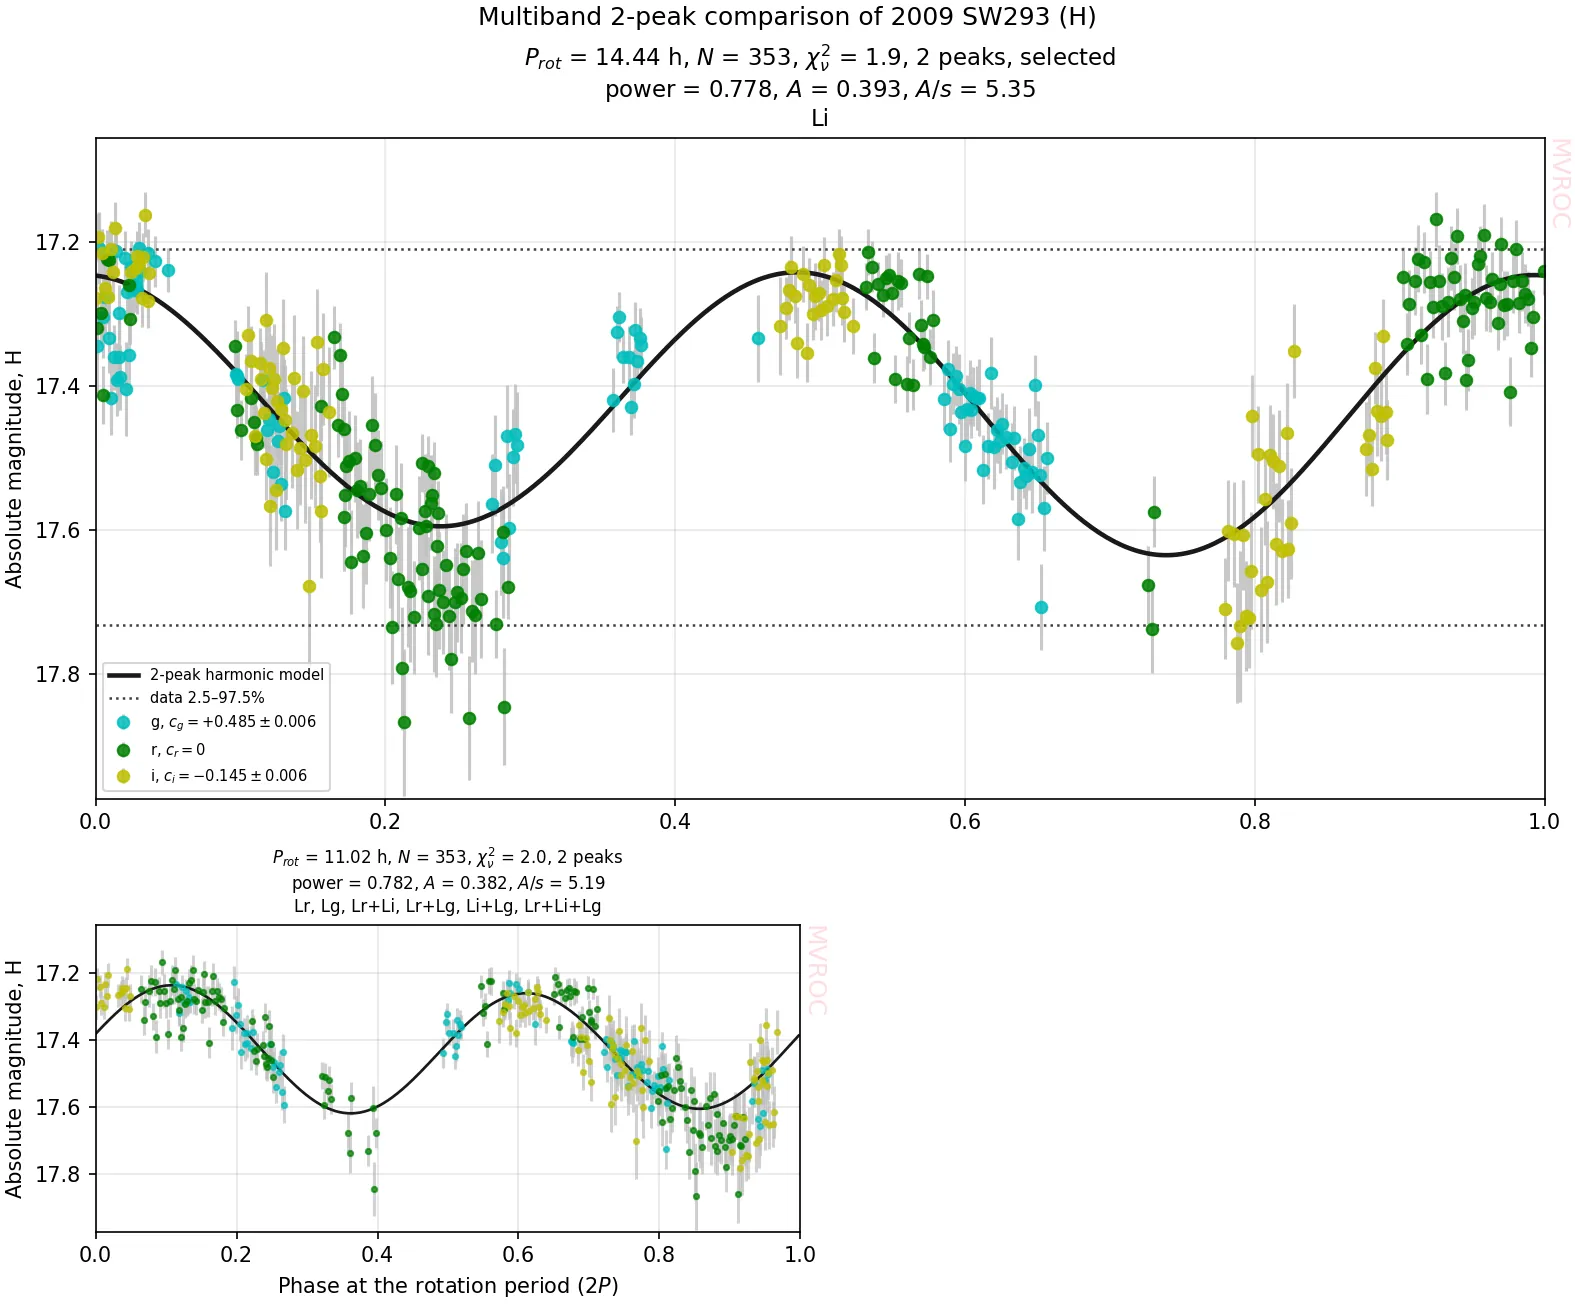 Multiband 2-peak comparison of 2009 SW293 (H)
P_rot = 14.44 h, N = 353, χ²_ν = 1.9, 2 peaks, selected
power = 0.778, A = 0.393, A/s = 5.35
Li
MVROC
Absolute magnitude, H
17.2
17.4
17.6
17.8
2-peak harmonic model
data 2.5–97.5%
g, c_g = +0.485 ± 0.006
r, c_r = 0
i, c_i = −0.145 ± 0.006
0.0 0.2 0.4 0.6 0.8 1.0
P_rot = 11.02 h, N = 353, χ²_ν = 2.0, 2 peaks
power = 0.782, A = 0.382, A/s = 5.19
Lr, Lg, Lr+Li, Lr+Lg, Li+Lg, Lr+Li+Lg
MVROC
Absolute magnitude, H
17.2
17.4
17.6
17.8
0.0 0.2 0.4 0.6 0.8 1.0
Phase at the rotation period (2P)